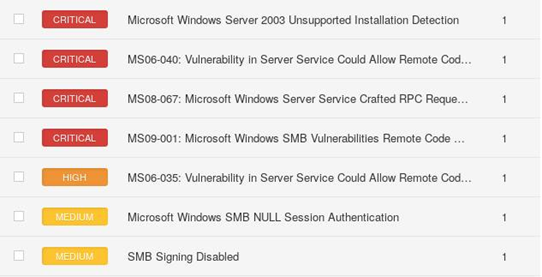 CRITICAL Microsoft Windows Server 2003 Unsupported Installation Detection 1
CRITICAL MS06-040: Vulnerability in Server Service Could Allow Remote Cod... 1
CRITICAL MS08-067: Microsoft Windows Server Service Crafted RPC Reque... 1
CRITICAL MS09-001: Microsoft Windows SMB Vulnerabilities Remote Code ... 1
HIGH MS06-035: Vulnerability in Server Service Could Allow Remote Cod... 1
MEDIUM Microsoft Windows SMB NULL Session Authentication 1
MEDIUM SMB Signing Disabled 1